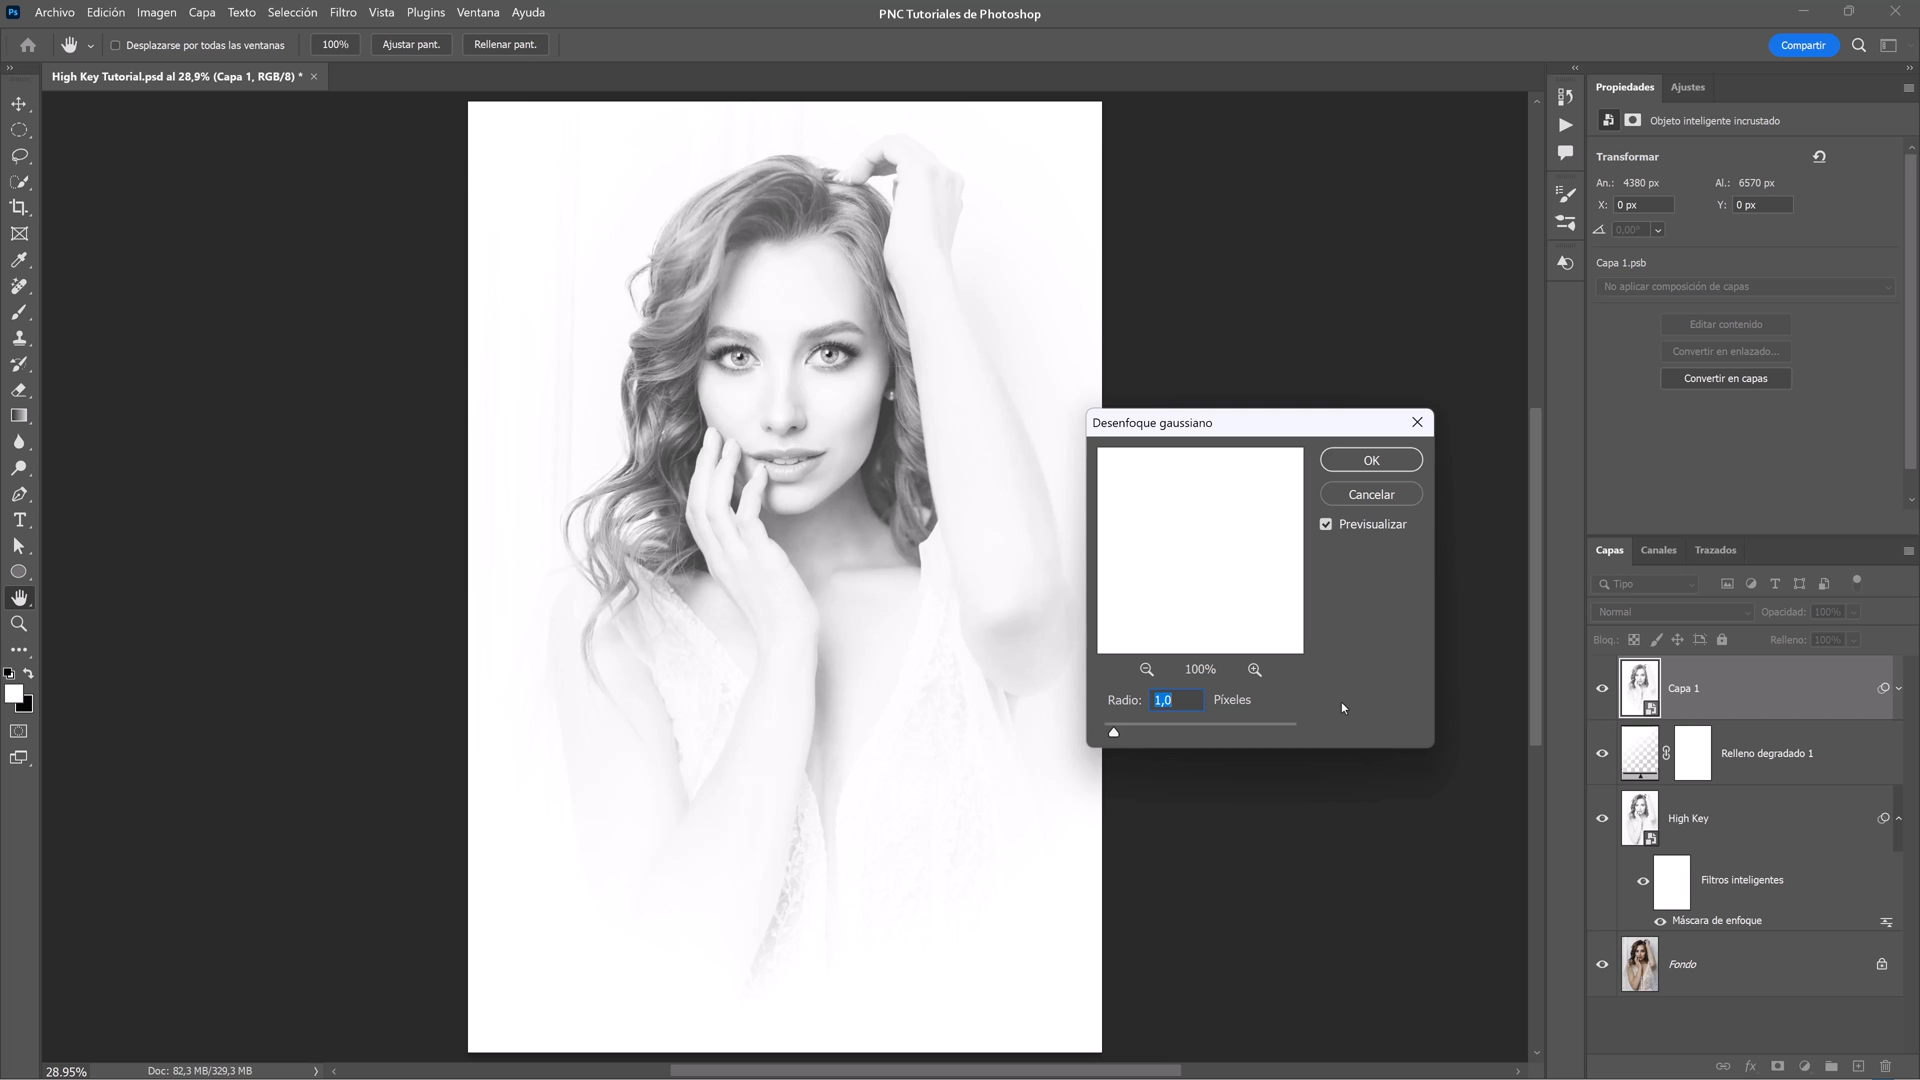 Ps Archivo Edición Imagen Capa Texto Selección Filtro Vista Plugins Ventana Ayuda
PNC Tutoriales de Photoshop
Desplazarse por todas las ventanas 100% Ajustar pant. Rellenar pant.
Compartir
High Key Tutorial.psd al 28,9% (Capa 1, RGB/8) *
Propiedades Ajustes
Objeto inteligente incrustado
Transformar
An.: 4380 px Al.: 6570 px
X: 0 px Y: 0 px
0,00°
Capa 1.psb
No aplicar composición de capas
Editar contenido
Convertir en enlazado...
Convertir en capas
Desenfoque gaussiano
OK
Cancelar
Previsualizar
100%
Radio: 1,0 Píxeles
Capas Canales Trazados
Tipo
Normal Opacidad: 100%
Bloq.: Relleno: 100%
Capa 1
Relleno degradado 1
High Key
Filtros inteligentes
Máscara de enfoque
Fondo
fx
28.95% Doc: 82,3 MB/329,3 MB